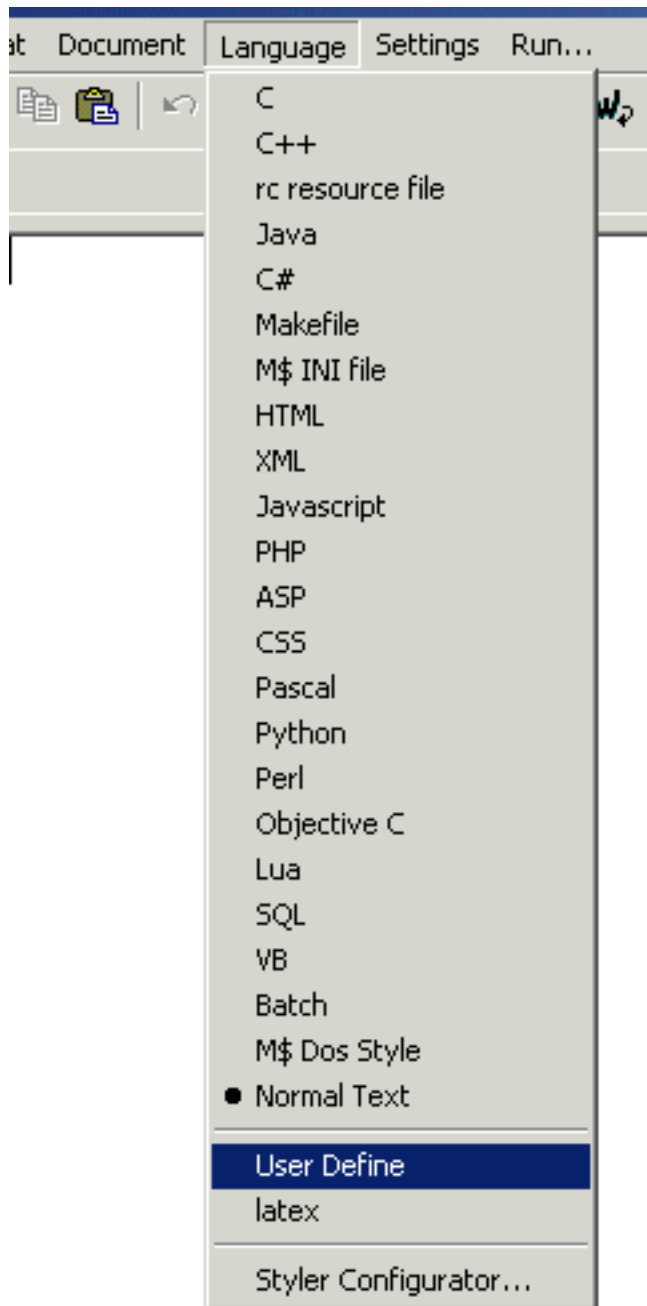 at Document Language Settings Run...
C
C++
rc resource file
Java
C#
Makefile
M$ INI file
HTML
XML
Javascript
PHP
ASP
CSS
Pascal
Python
Perl
Objective C
Lua
SQL
VB
Batch
M$ Dos Style
Normal Text
User Define
latex
Styler Configurator...